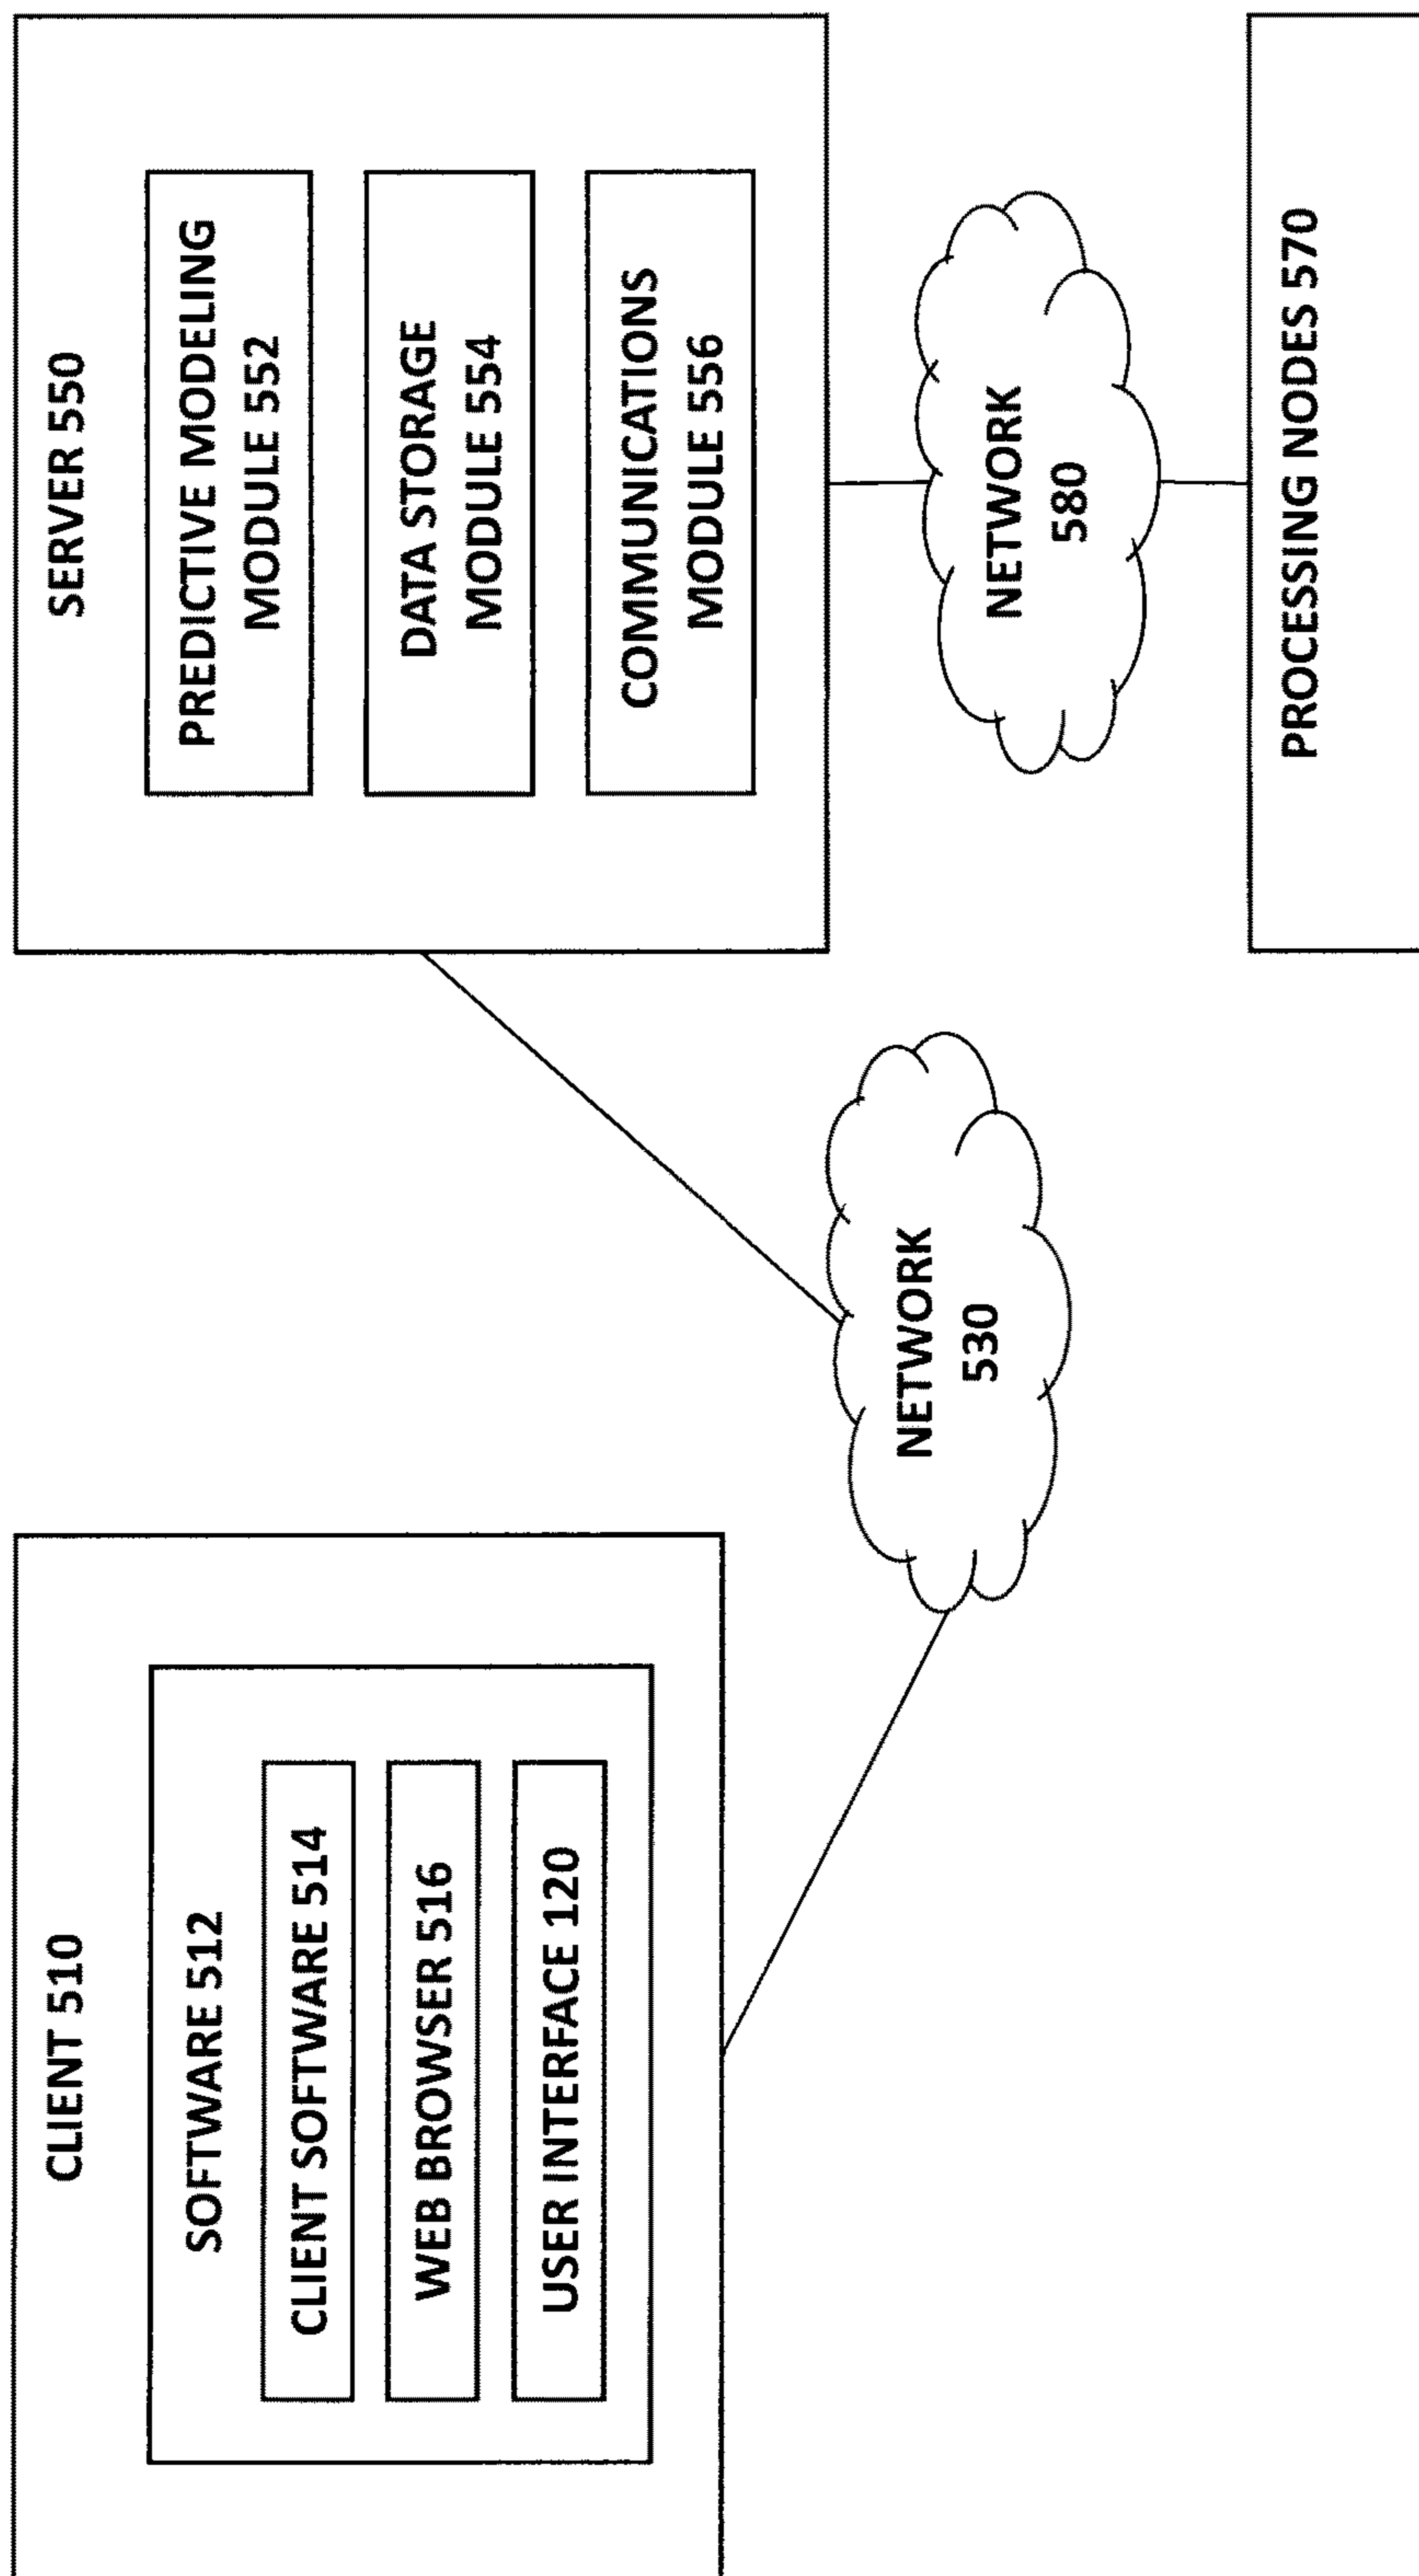 CLIENT 510
SOFTWARE 512
CLIENT SOFTWARE 514
WEB BROWSER 516
USER INTERFACE 120
NETWORK
530
SERVER 550
PREDICTIVE MODELING
MODULE 552
DATA STORAGE
MODULE 554
COMMUNICATIONS
MODULE 556
NETWORK
580
PROCESSING NODES 570